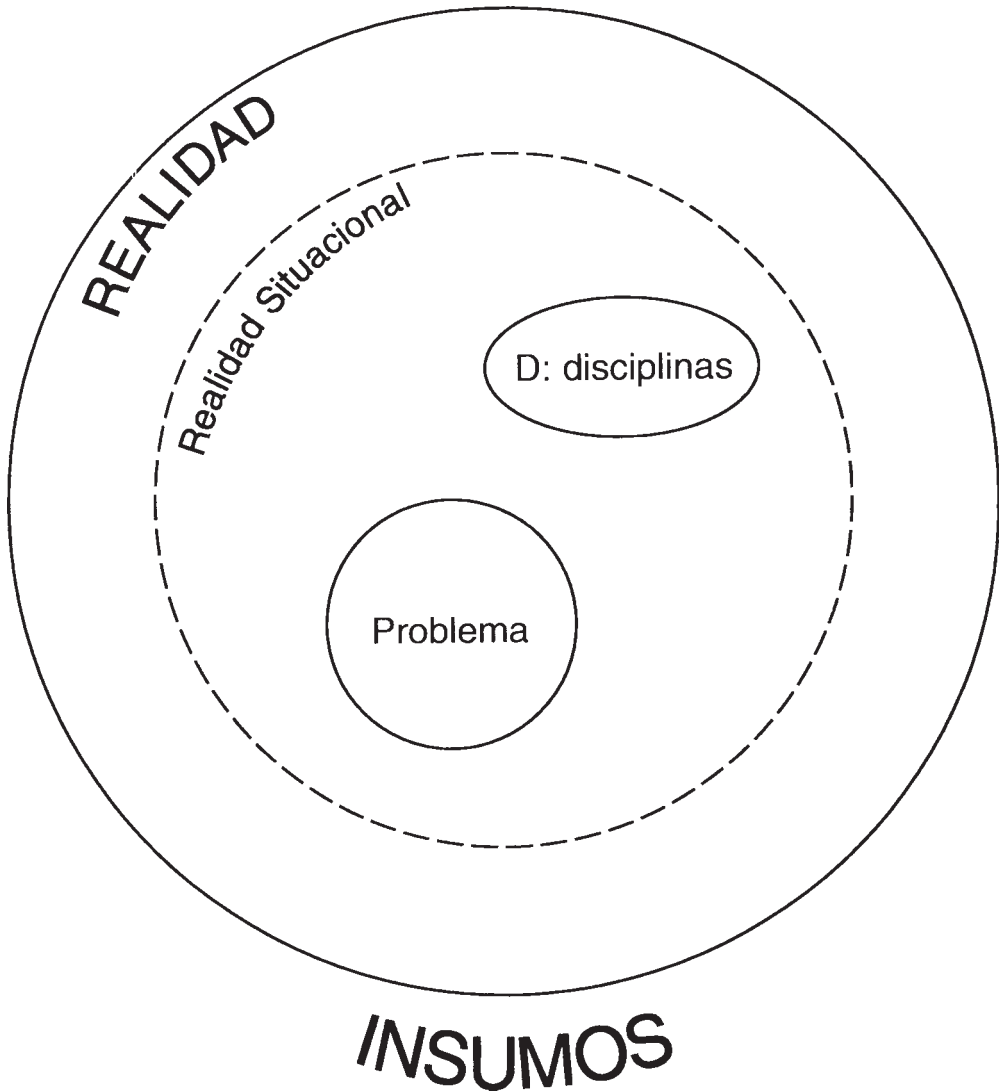 REALIDAD
Realidad Situacional
D: disciplinas
Problema
INSUMOS